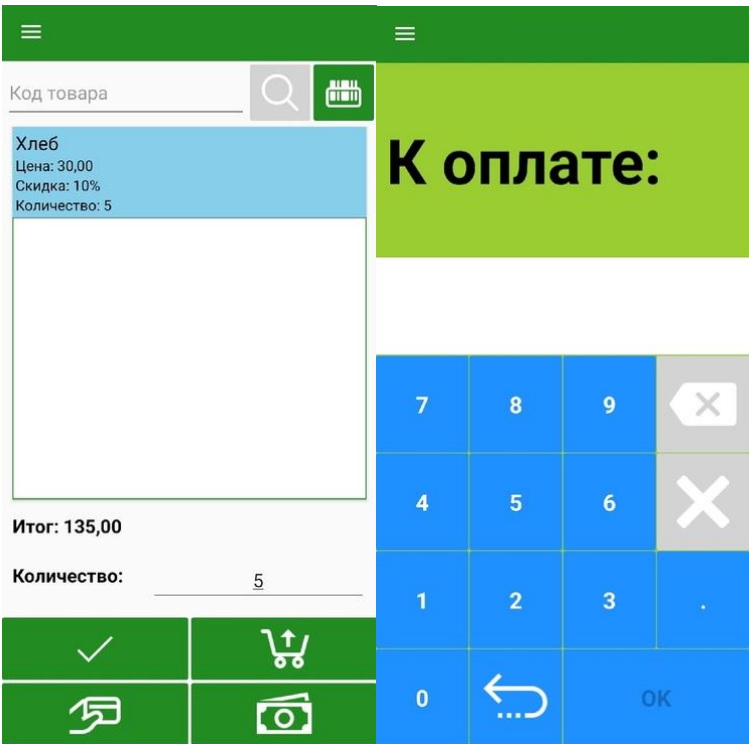 Код товара
Хлеб
Цена: 30,00
Скидка: 10%
Количество: 5
Итог: 135,00
Количество: 5
К оплате:
7 8 9
4 5 6
1 2 3 .
0 OK